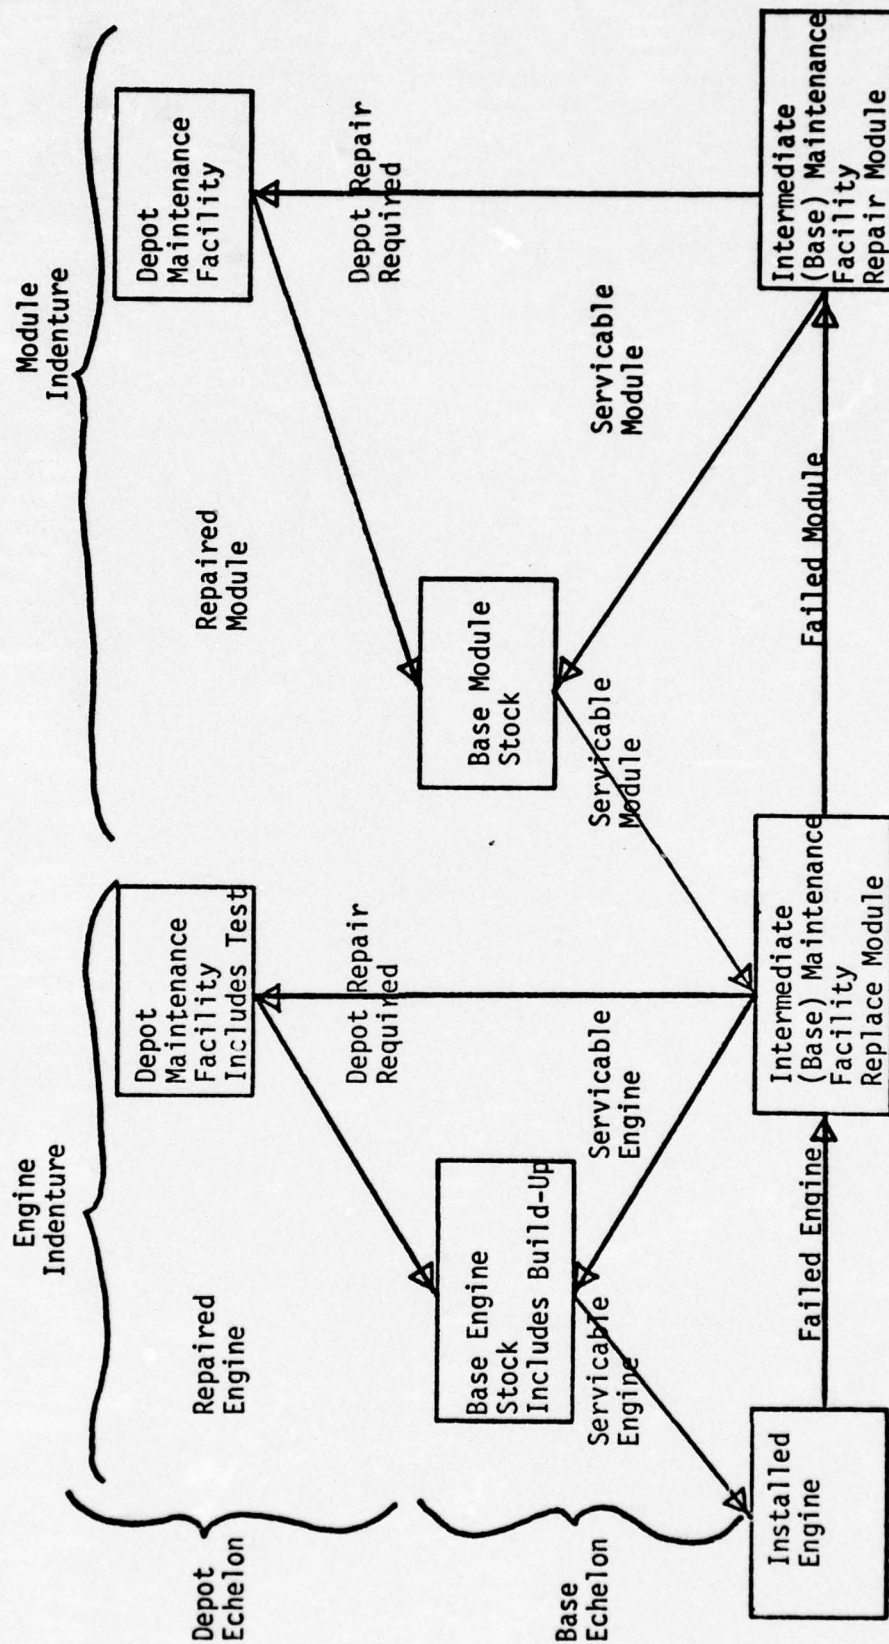 Engine
Indenture
Module
Indenture
Depot
Echelon
Repaired
Engine
Depot
Maintenance
Facility
Includes Test
Repaired
Module
Depot
Maintenance
Facility
Depot Repair
Required
Depot Repair
Required
Base
Echelon
Base Engine
Stock
Includes Build-Up
Base Module
Stock
Servicable
Engine
Servicable
Engine
Servicable
Module
Servicable
Module
Installed
Engine
Failed Engine
Intermediate
(Base) Maintenance
Facility
Replace Module
Failed Module
Intermediate
(Base) Maintenance
Facility
Repair Module